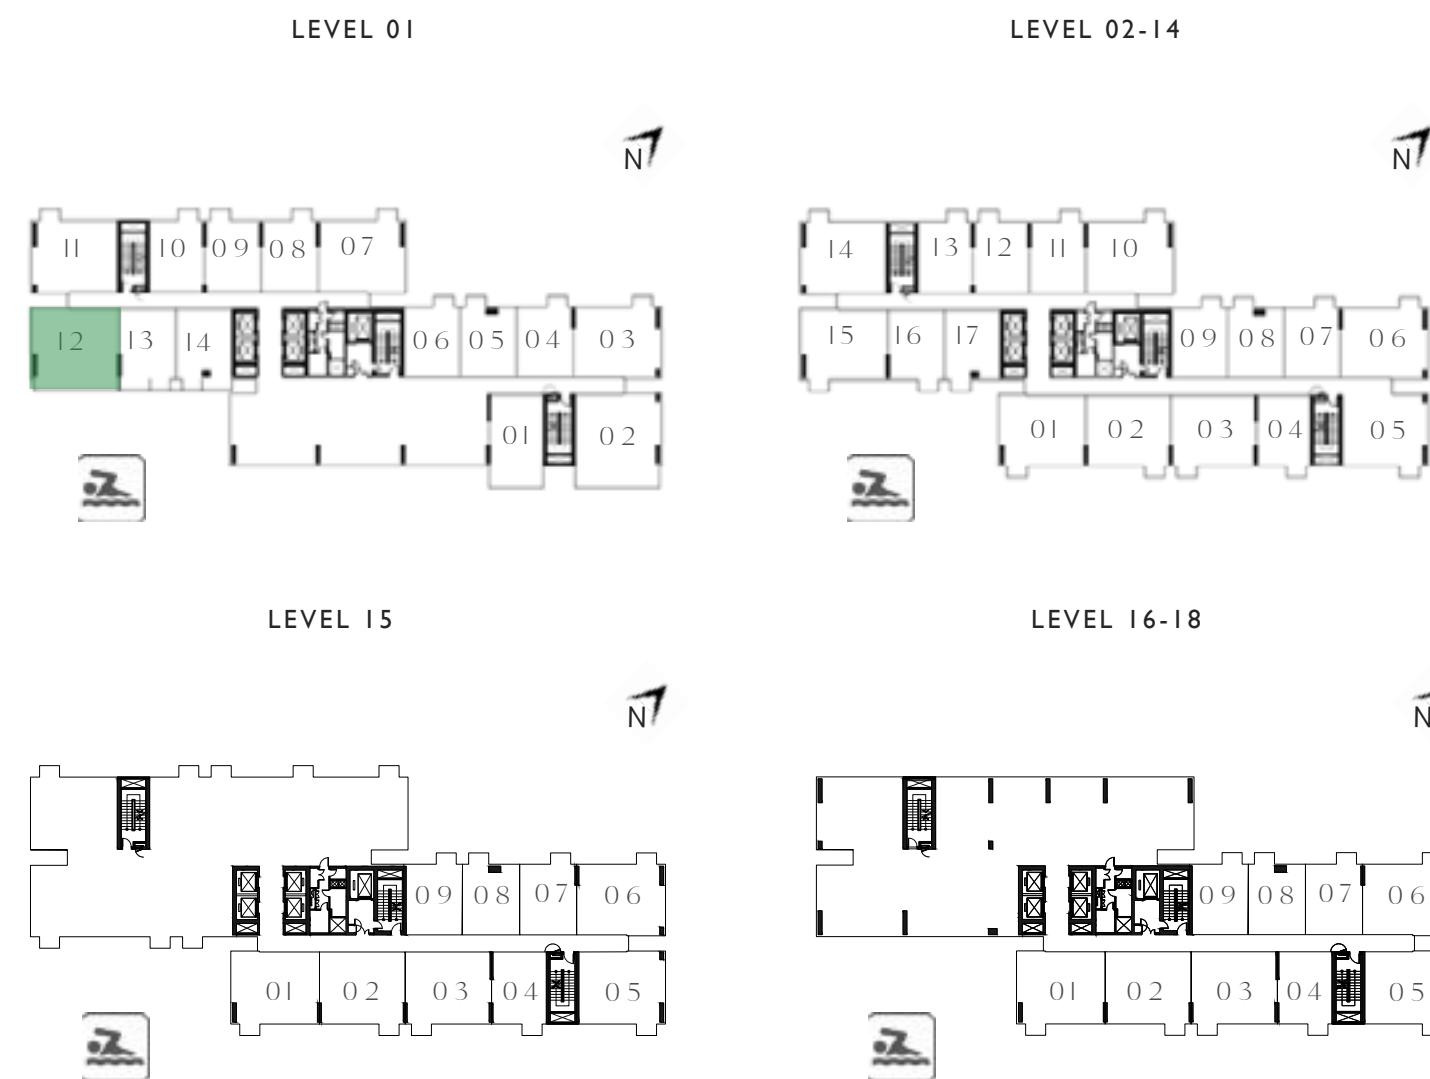 LEVEL 01
LEVEL 02-14
N
N
11 10 09 08 07
14 13 12 11 10
12 13 14 06 05 04 03
15 16 17 09 08 07 06
01 02
01 02 03 04 05
LEVEL 15
LEVEL 16-18
N
N
09 08 07 06
09 08 07 06
01 02 03 04 05
01 02 03 04 05